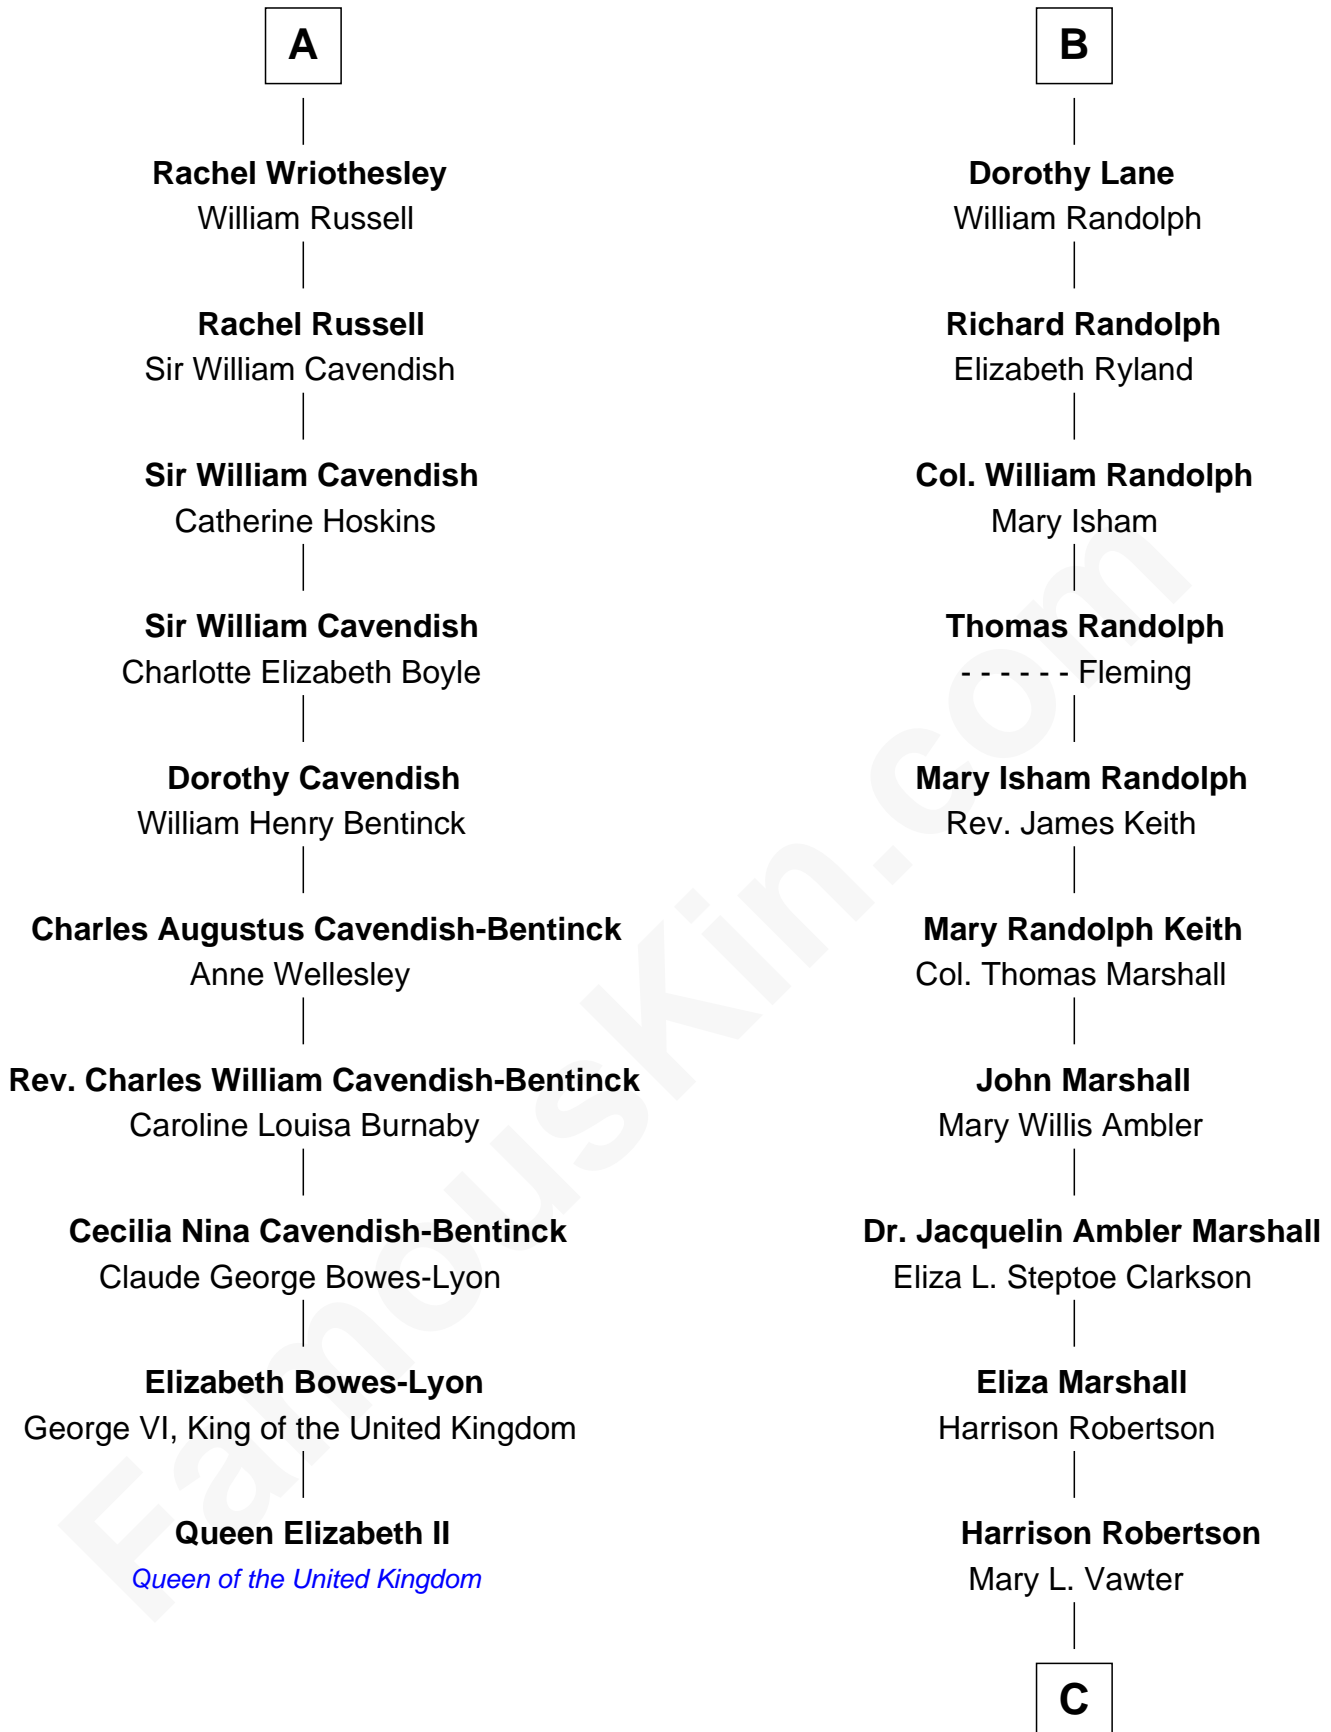 A
Rachel Wriothesley
William Russell
Rachel Russell
Sir William Cavendish
Sir William Cavendish
Catherine Hoskins
Sir William Cavendish
Charlotte Elizabeth Boyle
Dorothy Cavendish
William Henry Bentinck
Charles Augustus Cavendish-Bentinck
Anne Wellesley
Rev. Charles William Cavendish-Bentinck
Caroline Louisa Burnaby
Cecilia Nina Cavendish-Bentinck
Claude George Bowes-Lyon
Elizabeth Bowes-Lyon
George VI, King of the United Kingdom
Queen Elizabeth II
Queen of the United Kingdom
B
Dorothy Lane
William Randolph
Richard Randolph
Elizabeth Ryland
Col. William Randolph
Mary Isham
Thomas Randolph
- - - - - - Fleming
Mary Isham Randolph
Rev. James Keith
Mary Randolph Keith
Col. Thomas Marshall
John Marshall
Mary Willis Ambler
Dr. Jacquelin Ambler Marshall
Eliza L. Steptoe Clarkson
Eliza Marshall
Harrison Robertson
Harrison Robertson
Mary L. Vawter
C
FamousKin.com